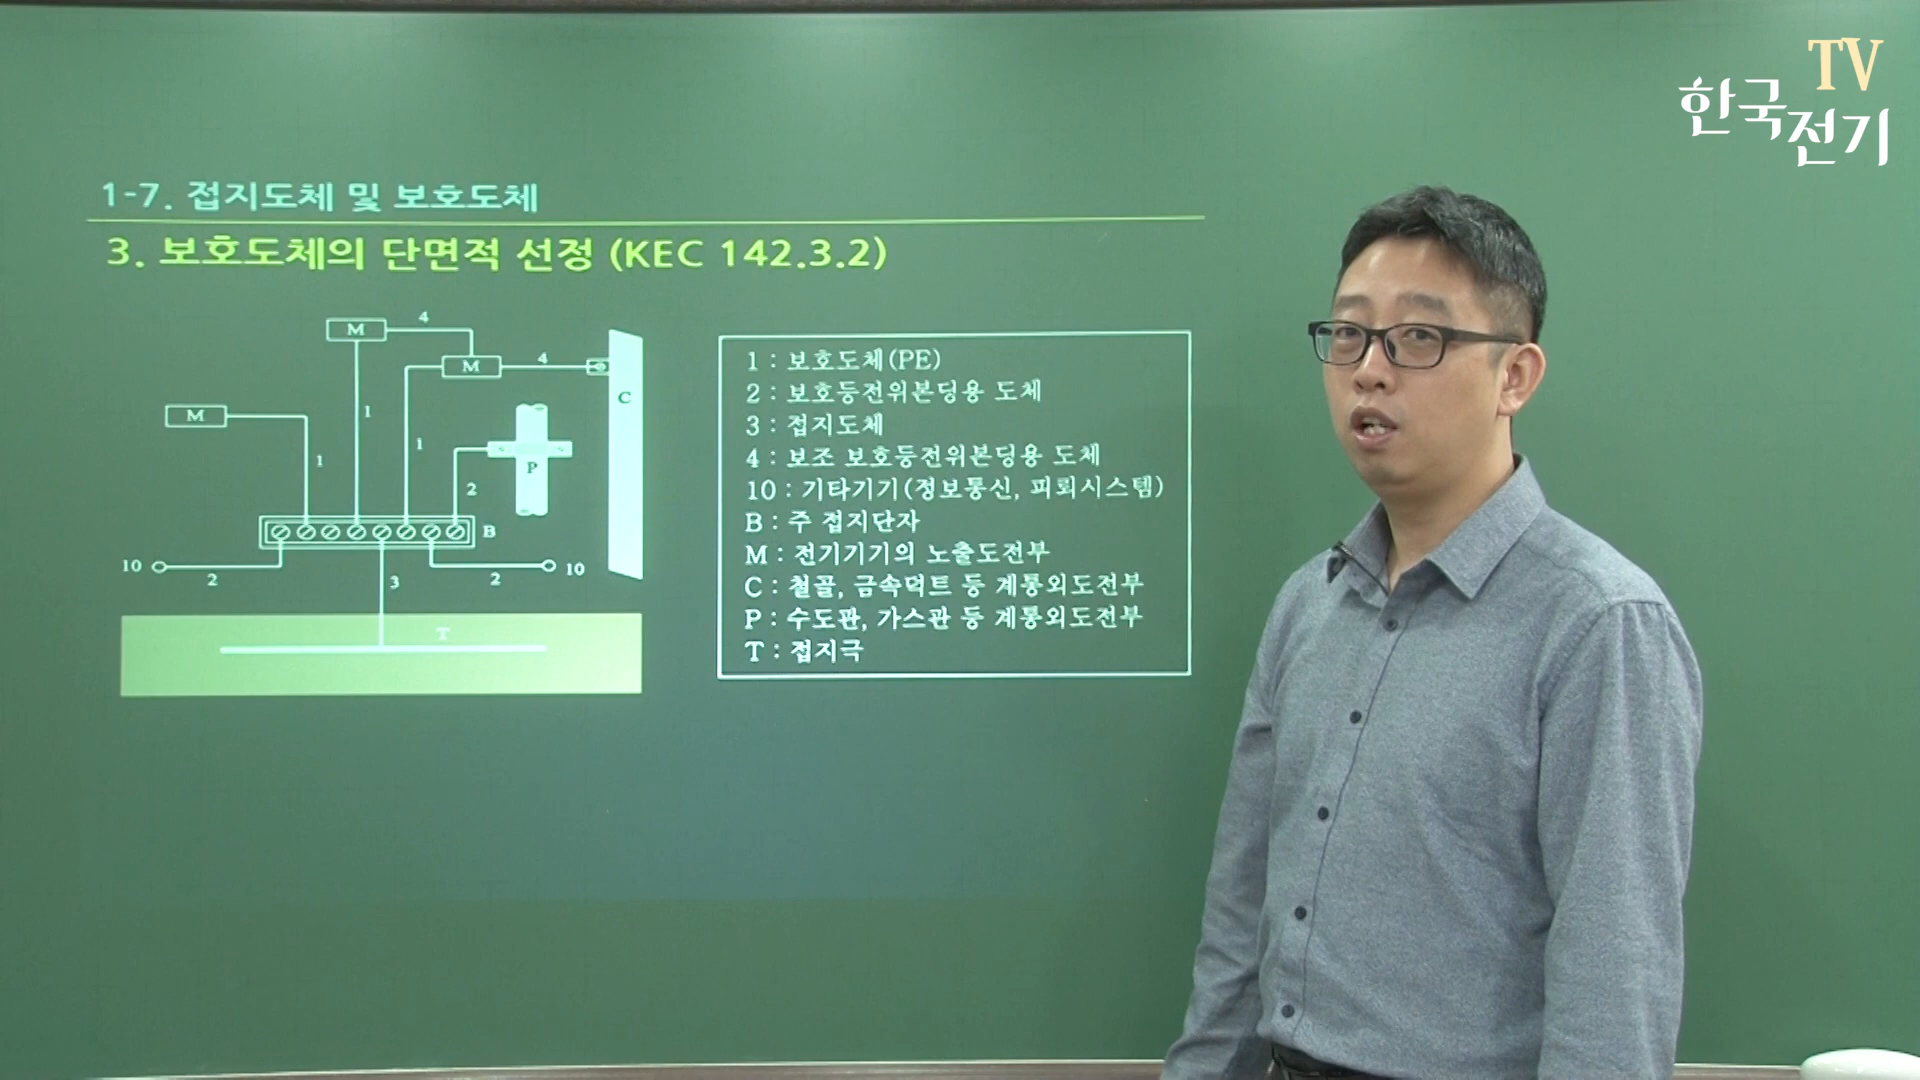 TV
한국전기
1-7. 접지도체 및 보호도체
3. 보호도체의 단면적 선정 (KEC 142.3.2)
4
M
M
4
C
M
1
1
1
P
2
B
10
2
3
2
10
T
1 : 보호도체(PE)
2 : 보호등전위본딩용 도체
3 : 접지도체
4 : 보조 보호등전위본딩용 도체
10 : 기타기기(정보통신, 피뢰시스템)
B : 주 접지단자
M : 전기기기의 노출도전부
C : 철골, 금속덕트 등 계통외도전부
P : 수도관, 가스관 등 계통외도전부
T : 접지극